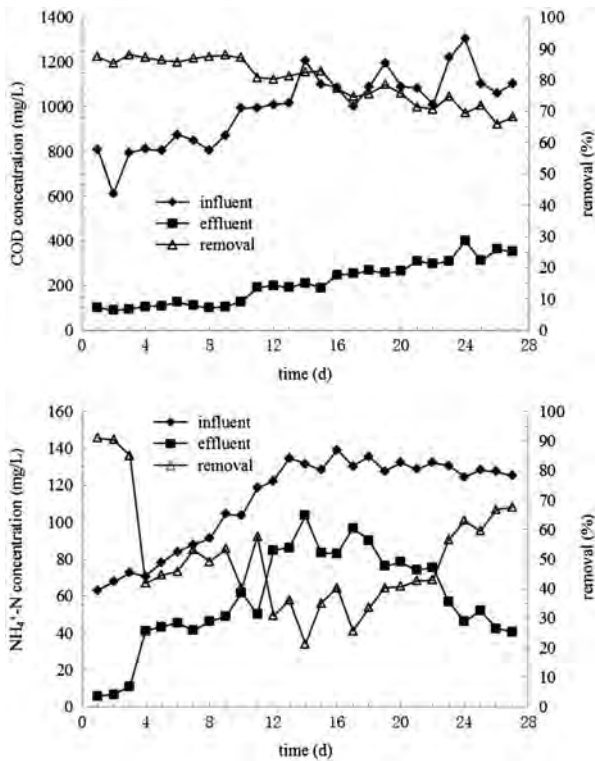 1400
1200
1000
800
600
400
200
0
COD concentration (mg/L)
100
90
80
70
60
50
40
30
20
10
0
removal (%)
influent
effluent
removal
0 4 8 12 16 20 24 28
time (d)
160
140
120
100
80
60
40
20
0
NH₄⁺-N concentration (mg/L)
100
90
80
70
60
50
40
30
20
10
0
removal (%)
influent
effluent
removal
0 4 8 12 16 20 24 28
time (d)